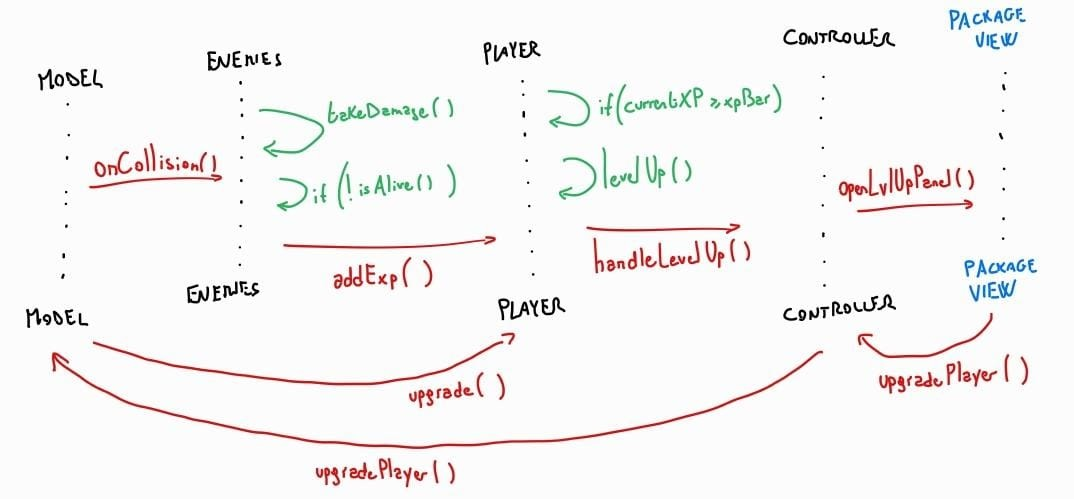 PACKAGE
VIEW
CONTROLLER
PLAYER
ENEMIES
MODEL
takeDamage()
if(currentXP ≥ xpBar)
onCollision()
if (! isAlive() )
levelUp()
openLvlUpPanel()
addExp()
handleLevelUp()
PACKAGE
VIEW
ENEMIES
MODEL
PLAYER
CONTROLLER
upgrade()
upgradePlayer()
upgradePlayer()